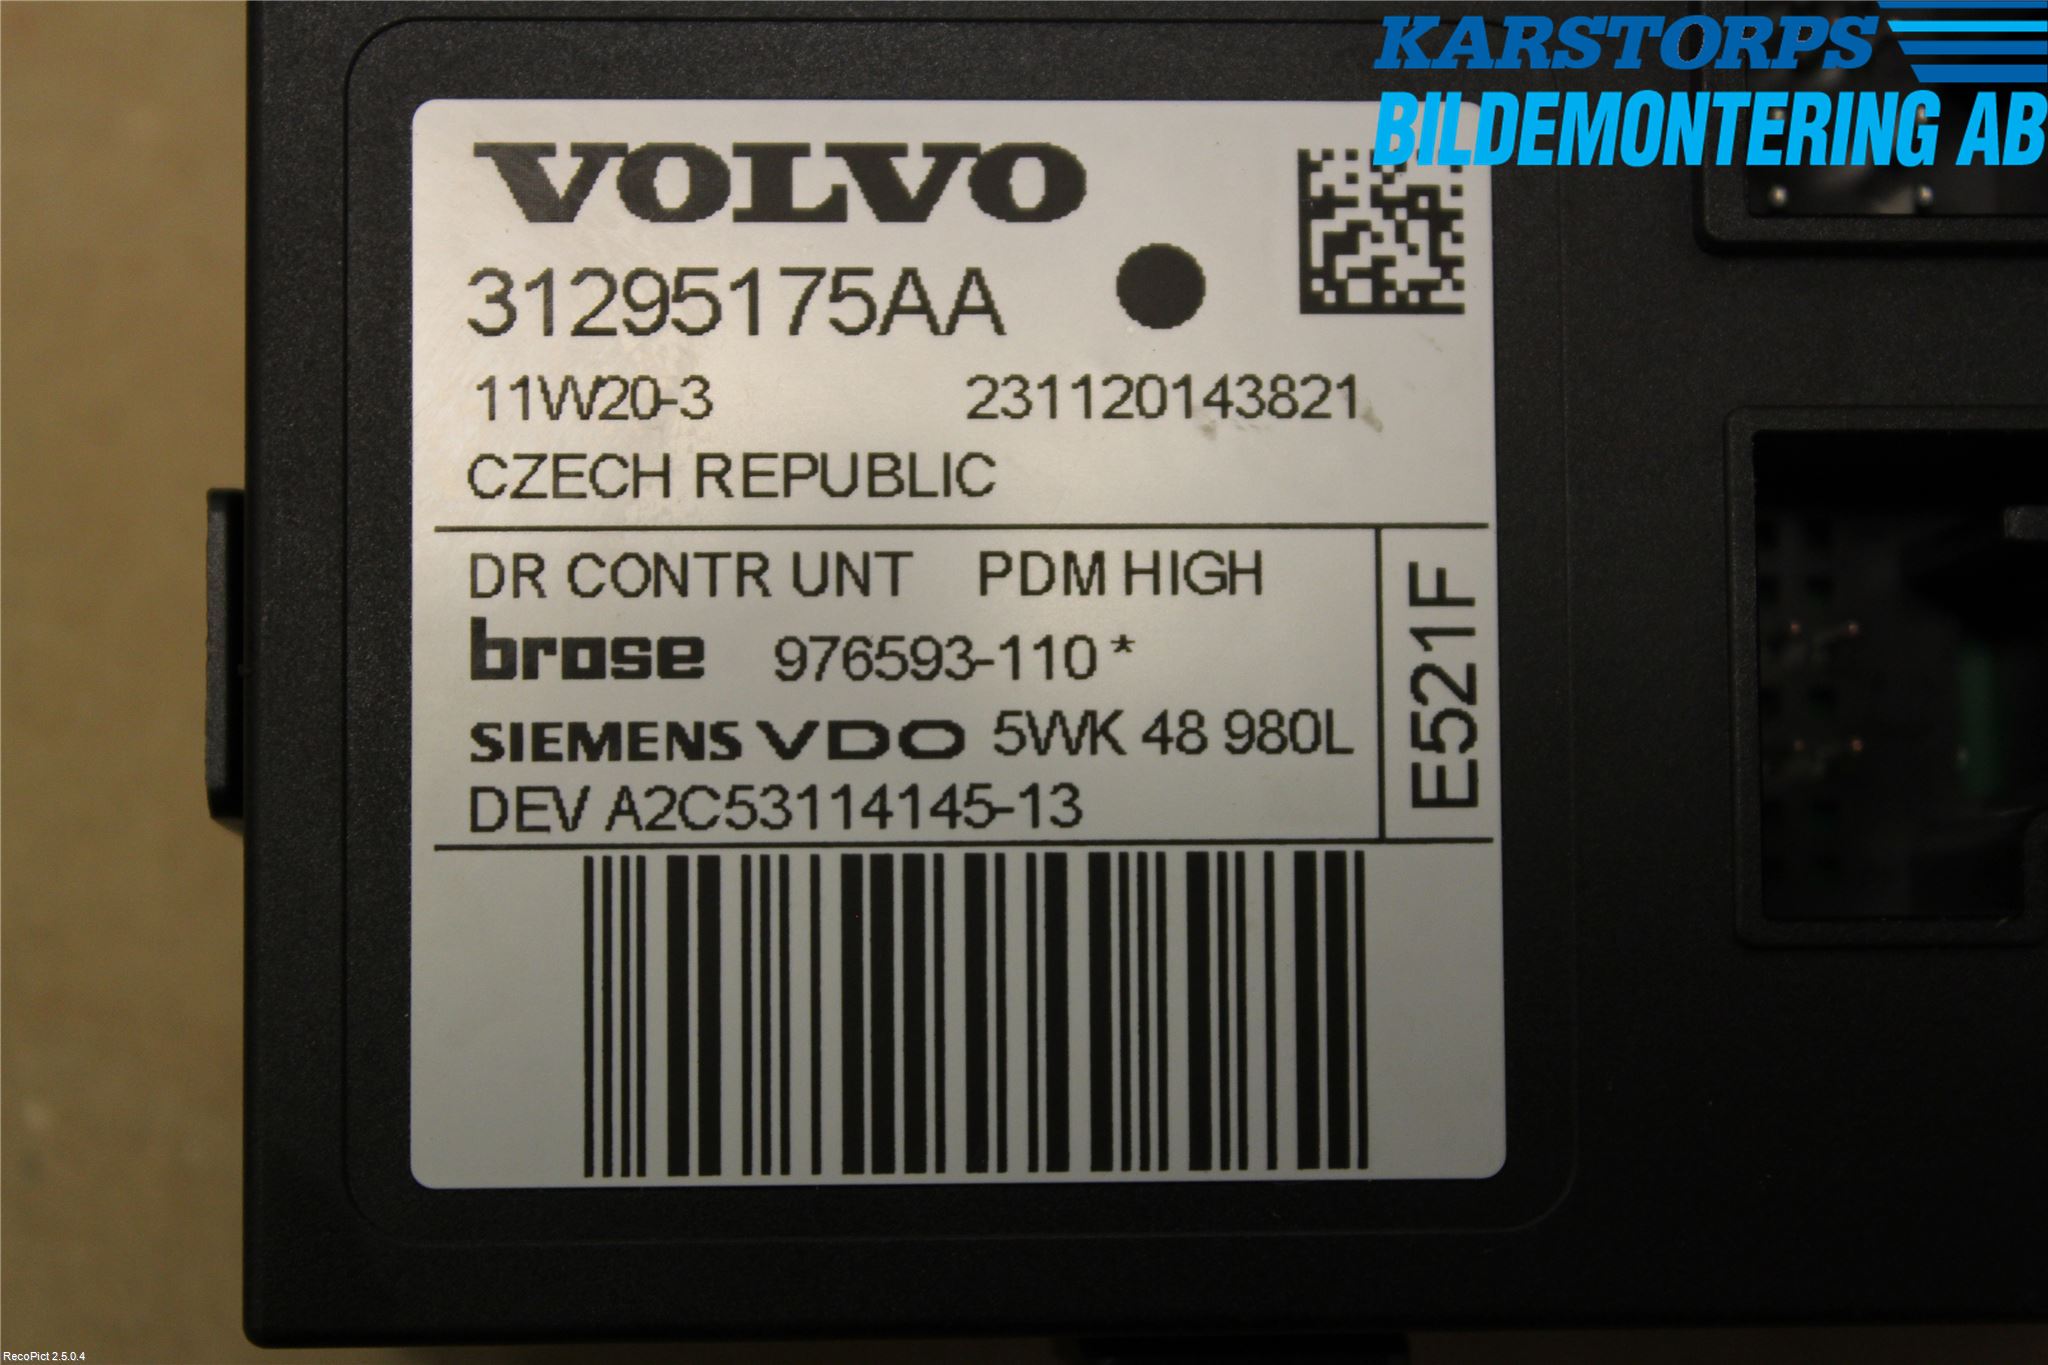 KARSTORPS
BILDEMONTERING AB
VOLVO
31295175AA
11W20-3 231120143821
CZECH REPUBLIC
DR CONTR UNT PDM HIGH
brose 976593-110*
SIEMENS VDO 5WK 48 980L
DEV A2C53114145-13
E521F
RecoPict 2.5.0.4